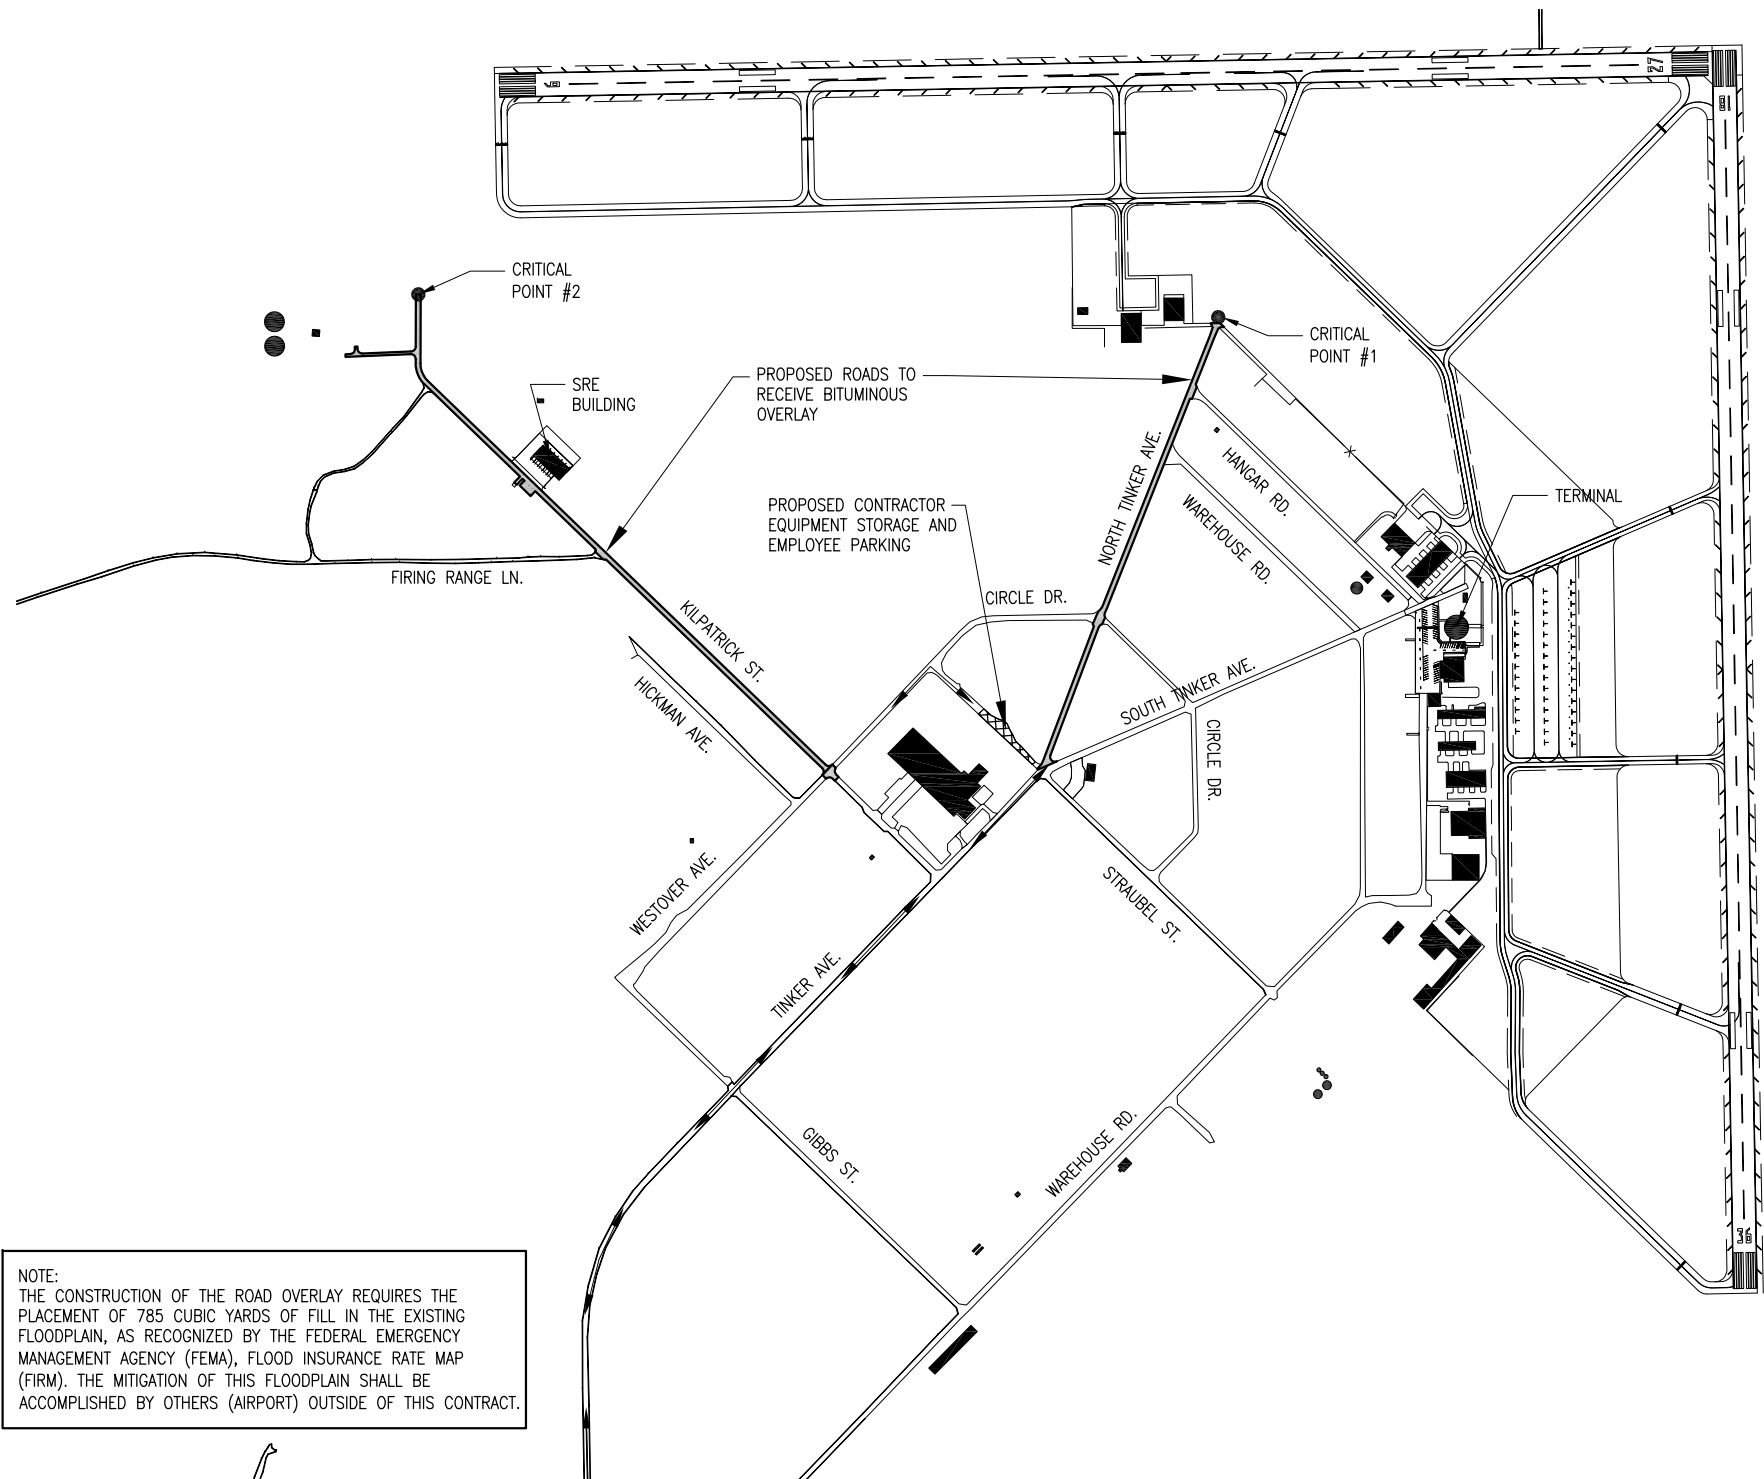 9
27
18
CRITICAL
POINT #2
CRITICAL
POINT #1
PROPOSED ROADS TO
RECEIVE BITUMINOUS
OVERLAY
SRE
BUILDING
NORTH TINKER AVE.
HANGAR RD.
WAREHOUSE RD.
TERMINAL
PROPOSED CONTRACTOR
EQUIPMENT STORAGE AND
EMPLOYEE PARKING
FIRING RANGE LN.
CIRCLE DR.
KILPATRICK ST.
HICKMAN AVE.
SOUTH TINKER AVE.
CIRCLE DR.
WESTOVER AVE.
STRAUBEL ST.
TINKER AVE.
GIBBS ST.
WAREHOUSE RD.
36
NOTE:
THE CONSTRUCTION OF THE ROAD OVERLAY REQUIRES THE
PLACEMENT OF 785 CUBIC YARDS OF FILL IN THE EXISTING
FLOODPLAIN, AS RECOGNIZED BY THE FEDERAL EMERGENCY
MANAGEMENT AGENCY (FEMA), FLOOD INSURANCE RATE MAP
(FIRM). THE MITIGATION OF THIS FLOODPLAIN SHALL BE
ACCOMPLISHED BY OTHERS (AIRPORT) OUTSIDE OF THIS CONTRACT.